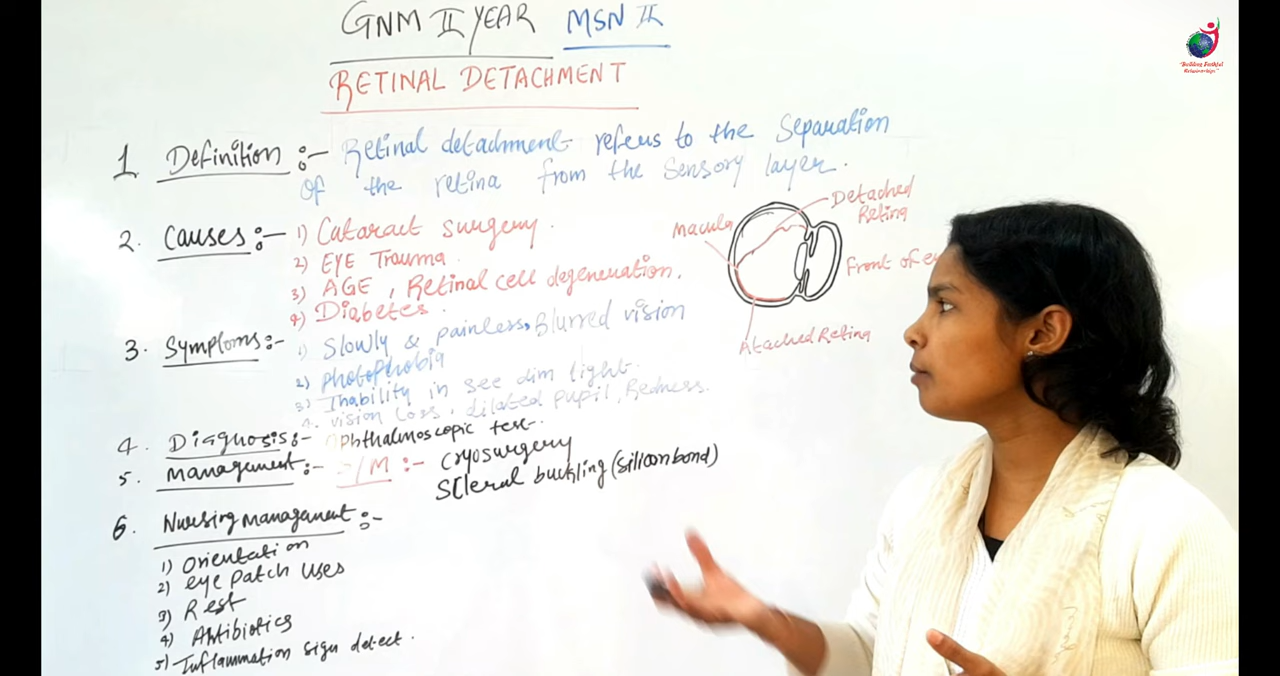 GNM II YEAR MSN II
RETINAL DETACHMENT
1. Definition :- Retinal detachment refers to the Separation
of the retina from the sensory layer.
2. Causes :- 1) Cataract surgery.
2) EYE Trauma.
3) AGE, Retinal cell degeneration.
4) Diabetes.
Macula
Detached
Retina
Front of
Atached Retina
3. Symptoms :- 1) Slowly & painless, Blurred vision
2) Photophobia
3) Inability in see dim light.
4. Vision Loss, dilated pupil, Redness.
4. Diagnosis :- Ophthalmoscopic test.
5. Management :- S/M :- Cryosurgery
Scleral buckling (Silicon bond)
6. Nursing Management :-
1) Orientation
2) eye patch uses
3) Rest
4) Antibiotics
5) Inflammation sign detect.
"Building Faithful
Relationships"